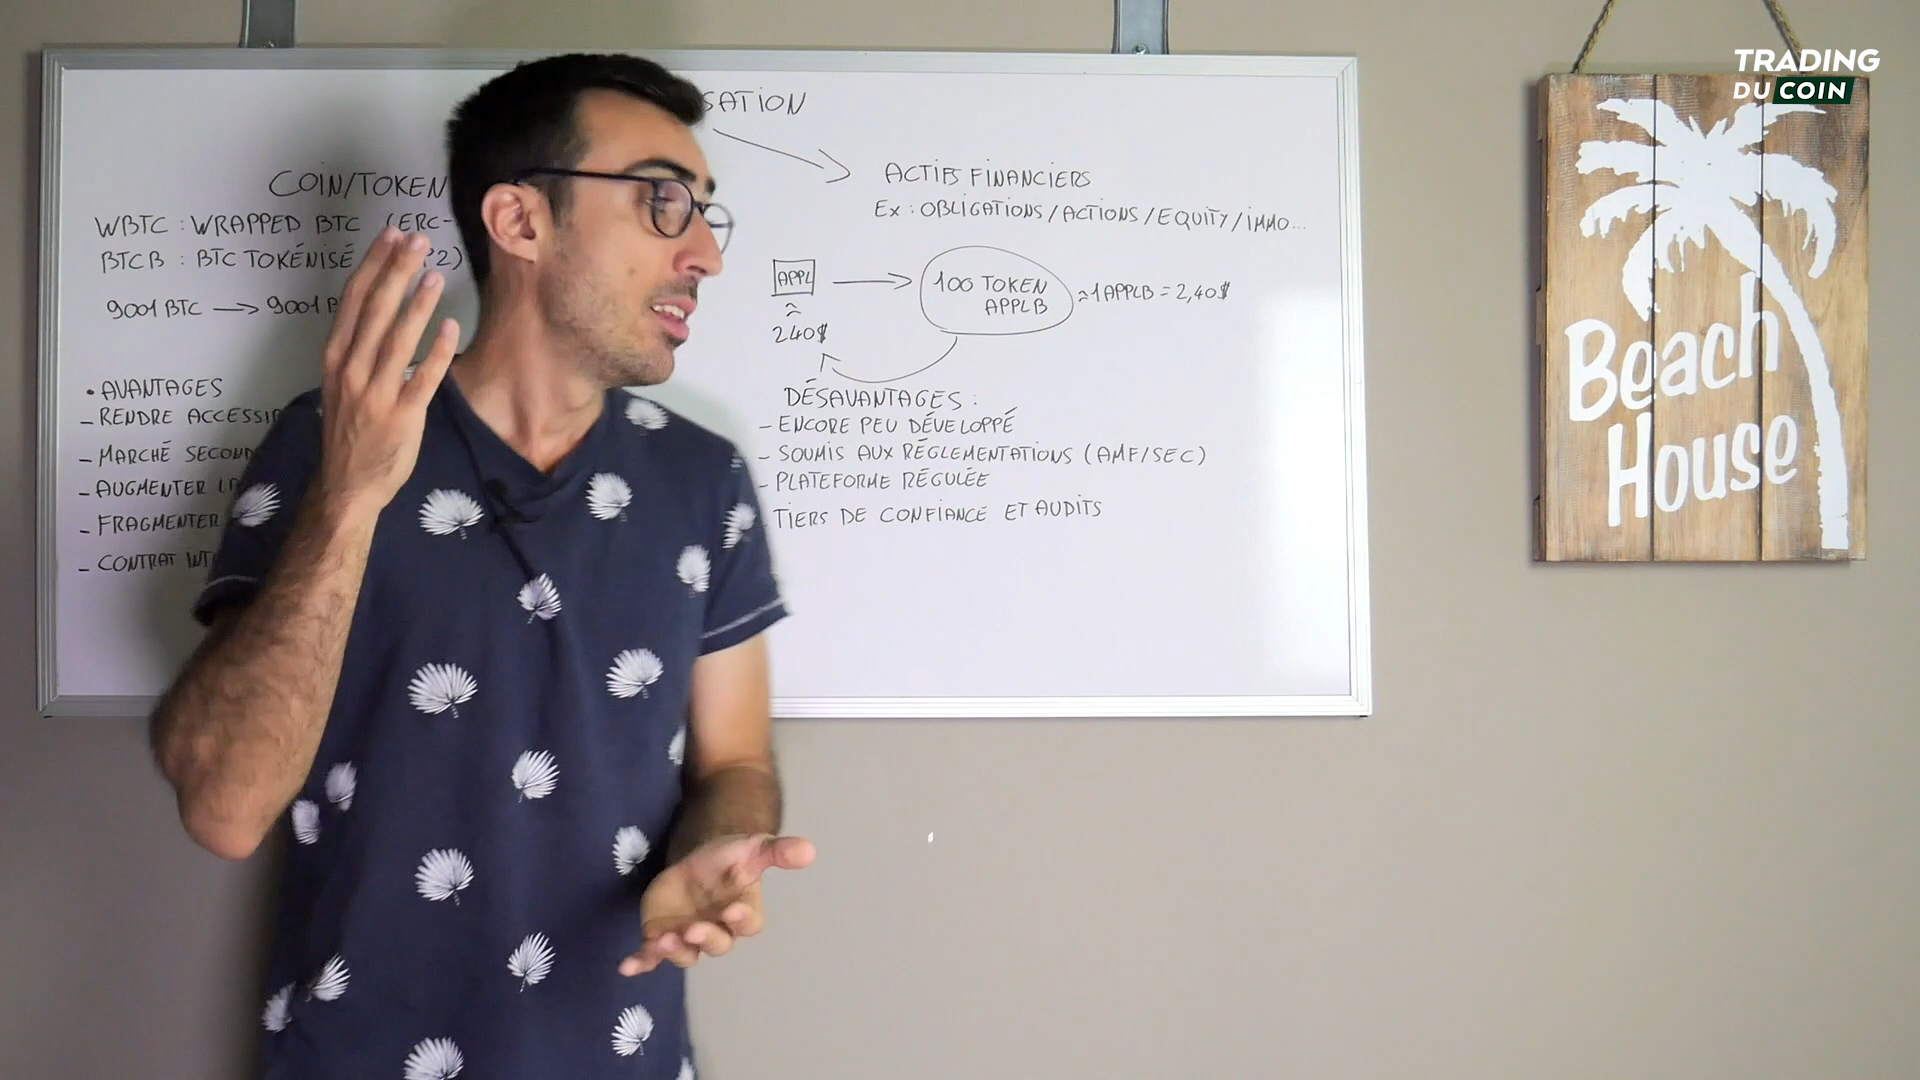 SATION
COIN/TOKEN
WBTC : WRAPPED BTC (ERC-
BTCB : BTC TOKÉNISÉ P2)
9001 BTC → 9001 B
• AVANTAGES
- RENDRE
- MARCHÉ
- AUGMENTER
- FRAGMENTER
- CONTRAT
ACTIFS FINANCIERS
EX : OBLIGATIONS / ACTIONS / EQUITY / IMMO...
APPL
240$
100 TOKEN
APPLB
≈ 1 APPLB = 2,40$
DÉSAVANTAGES :
- ENCORE PEU DÉVELOPPÉ
- SOUMIS AUX RÉGLEMENTATIONS (AMF/SEC)
- PLATEFORME RÉGULÉE
- TIERS DE CONFIANCE ET AUDITS
TRADING
DU COIN
Beach
House